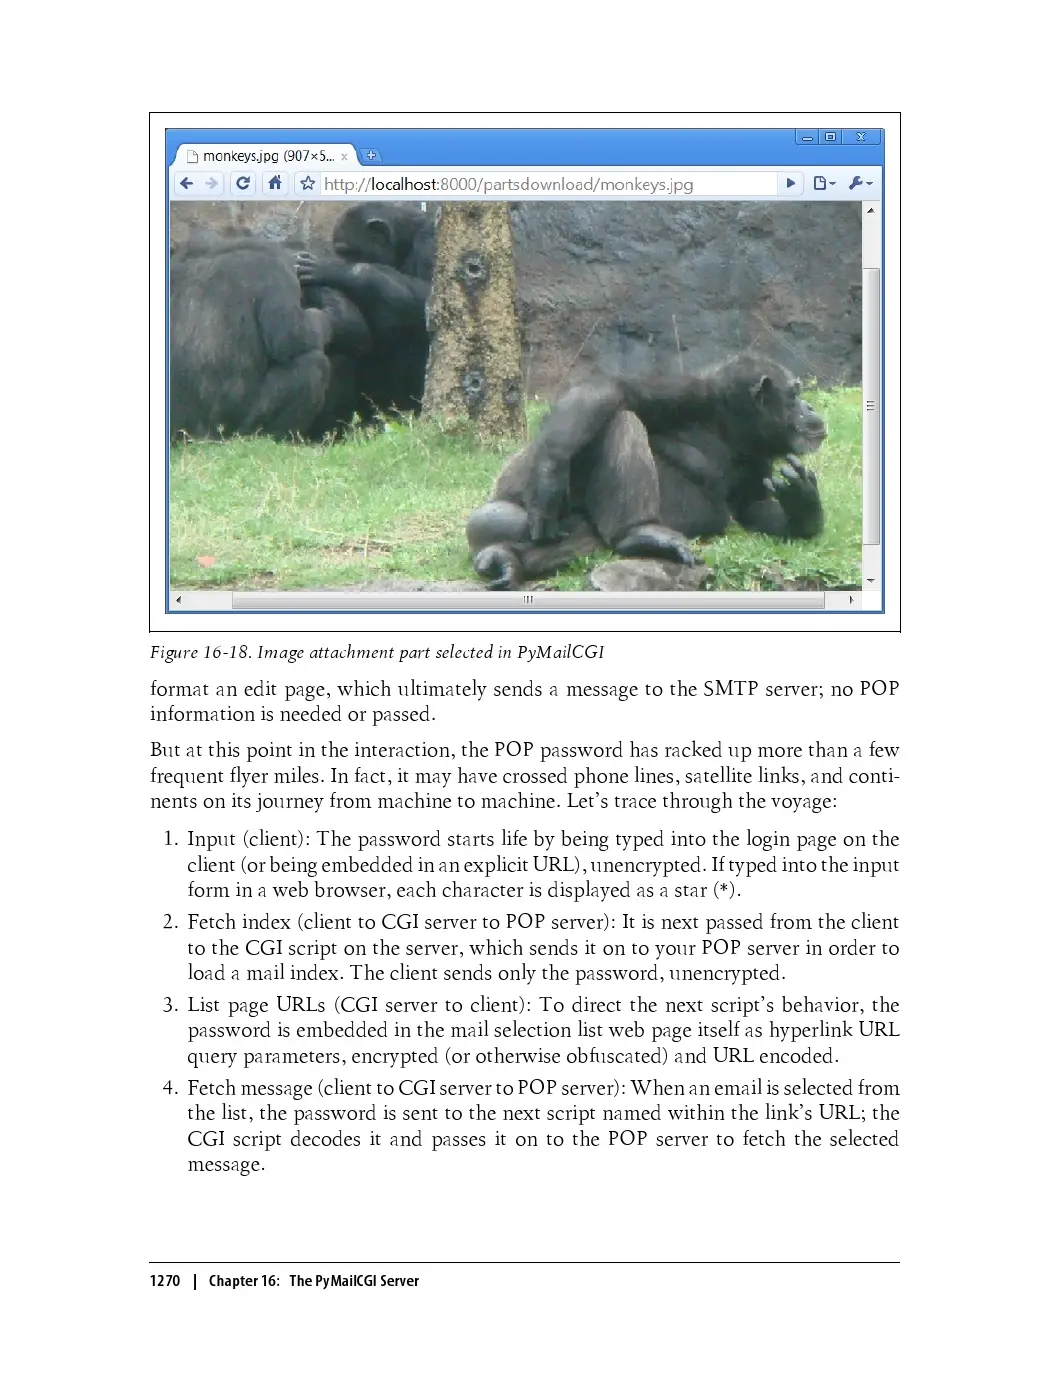 monkeys.jpg (907×5...
http://localhost:8000/partsdownload/monkeys.jpg
Figure 16-18. Image attachment part selected in PyMailCGI
format an edit page, which ultimately sends a message to the SMTP server; no POP
information is needed or passed.
But at this point in the interaction, the POP password has racked up more than a few
frequent flyer miles. In fact, it may have crossed phone lines, satellite links, and conti-
nents on its journey from machine to machine. Let's trace through the voyage:
1. Input (client): The password starts life by being typed into the login page on the
client (or being embedded in an explicit URL), unencrypted. If typed into the input
form in a web browser, each character is displayed as a star (*).
2. Fetch index (client to CGI server to POP server): It is next passed from the client
to the CGI script on the server, which sends it on to your POP server in order to
load a mail index. The client sends only the password, unencrypted.
3. List page URLs (CGI server to client): To direct the next script's behavior, the
password is embedded in the mail selection list web page itself as hyperlink URL
query parameters, encrypted (or otherwise obfuscated) and URL encoded.
4. Fetch message (client to CGI server to POP server): When an email is selected from
the list, the password is sent to the next script named within the link's URL; the
CGI script decodes it and passes it on to the POP server to fetch the selected
message.
1270 | Chapter 16: The PyMailCGI Server